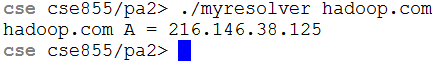 cse cse855/pa2> ./myresolver hadoop.com
hadoop.com A = 216.146.38.125
cse cse855/pa2>